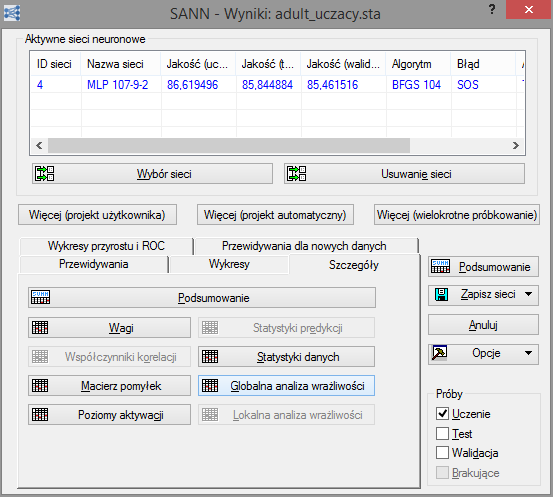 SANN - Wyniki: adult_uczacy.sta
Aktywne sieci neuronowe
ID sieci Nazwa sieci Jakość (uc... Jakość (t... Jakość (walid... Algorytm Błąd
4 MLP 107-9-2 86,619496 85,844884 85,461516 BFGS 104 SOS
Wybór sieci Usuwanie sieci
Więcej (projekt użytkownika) Więcej (projekt automatyczny) Więcej (wielokrotne próbkowanie)
Wykresy przyrostu i ROC Przewidywania dla nowych danych
Przewidywania Wykresy Szczegóły
Podsumowanie
Wagi Statystyki predykcji
Współczynniki korelacji Statystyki danych
Macierz pomyłek Globalna analiza wrażliwości
Poziomy aktywacji Lokalna analiza wrażliwości
Podsumowanie
Zapisz sieci
Anuluj
Opcje
Próby
Uczenie
Test
Walidacja
Brakujące